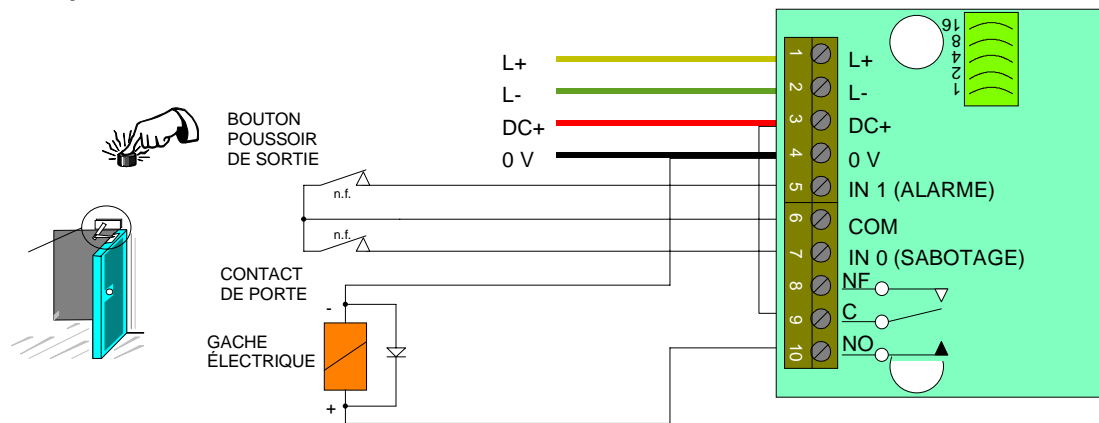 16
8
4
2
1
L+
L-
DC+
0 V
BOUTON
POUSSOIR
DE SORTIE
n.f.
n.f.
CONTACT
DE PORTE
-
GACHE
ÉLECTRIQUE
+
1
2
3
4
5
6
7
8
9
10
L+
L-
DC+
0 V
IN 1 (ALARME)
COM
IN 0 (SABOTAGE)
NF
C
NO